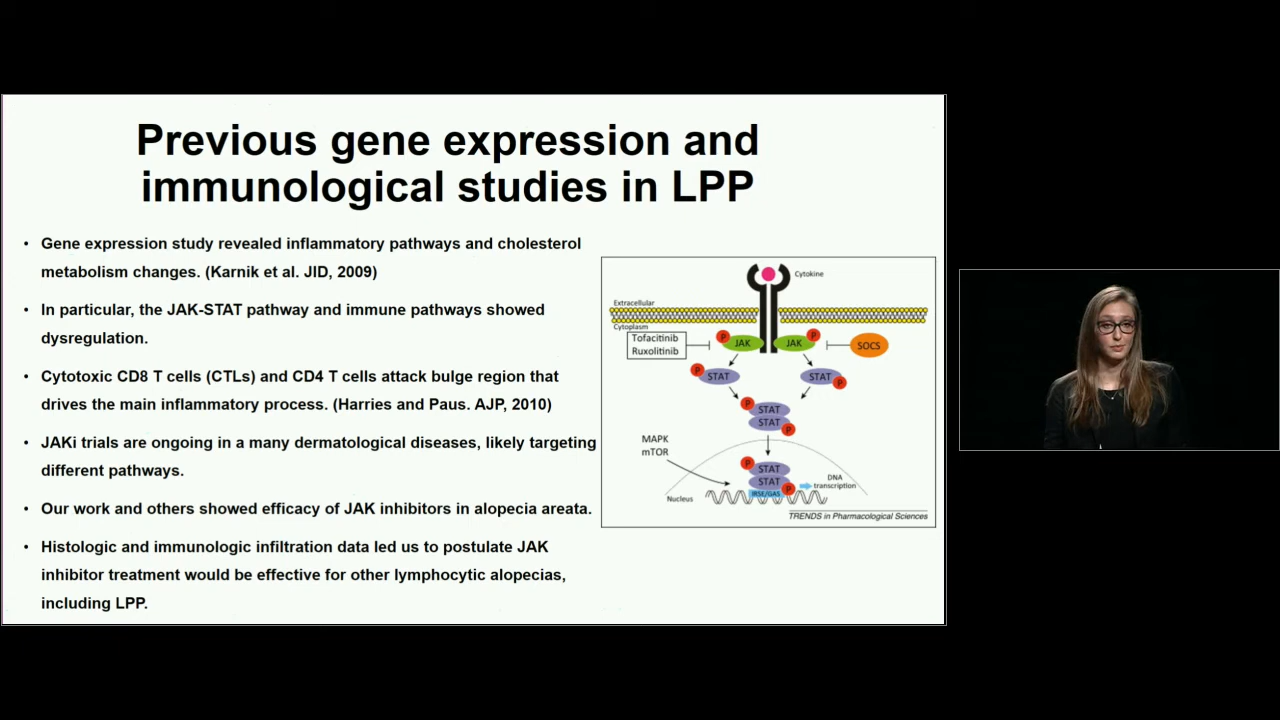 Previous gene expression and
immunological studies in LPP
• Gene expression study revealed inflammatory pathways and cholesterol
metabolism changes. (Karnik et al. JID, 2009)
• In particular, the JAK-STAT pathway and immune pathways showed
dysregulation.
• Cytotoxic CD8 T cells (CTLs) and CD4 T cells attack bulge region that
drives the main inflammatory process. (Harries and Paus. AJP, 2010)
• JAKi trials are ongoing in a many dermatological diseases, likely targeting
different pathways.
• Our work and others showed efficacy of JAK inhibitors in alopecia areata.
• Histologic and immunologic infiltration data led us to postulate JAK
inhibitor treatment would be effective for other lymphocytic alopecias,
including LPP.
Cytokine
Extracellular
Cytoplasm
Tofacitinib
Ruxolitinib
P
JAK
JAK
P
SOCS
P
STAT
STAT
P
P
STAT
STAT
P
MAPK
mTOR
P
STAT
STAT
P
IRSE/GAS
DNA
transcription
Nucleus
TRENDS in Pharmacological Sciences